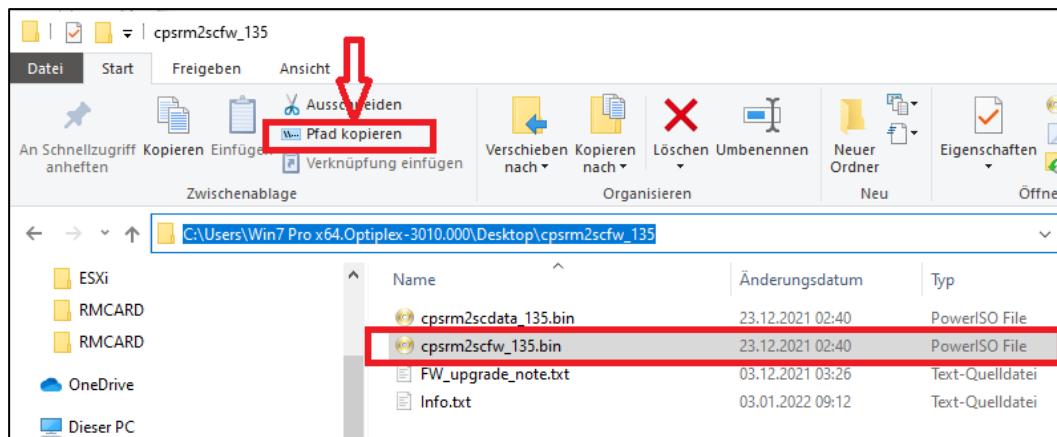 cpsrm2scfw_135
Datei Start Freigeben Ansicht
An Schnellzugriff anheften
Kopieren
Einfügen
Ausschneiden
Pfad kopieren
Verknüpfung einfügen
Zwischenablage
Verschieben nach
Kopieren nach
Löschen
Umbenennen
Organisieren
Neuer Ordner
Neu
Eigenschaften
Öffne
C:\Users\Win7 Pro x64.Optiplex-3010.000\Desktop\cpsrm2scfw_135
ESXi
RMCARD
RMCARD
OneDrive
Dieser PC
Name Änderungsdatum Typ
cpsrm2scdata_135.bin 23.12.2021 02:40 PowerISO File
cpsrm2scfw_135.bin 23.12.2021 02:40 PowerISO File
FW_upgrade_note.txt 03.12.2021 03:26 Text-Quelldatei
Info.txt 03.01.2022 09:12 Text-Quelldatei